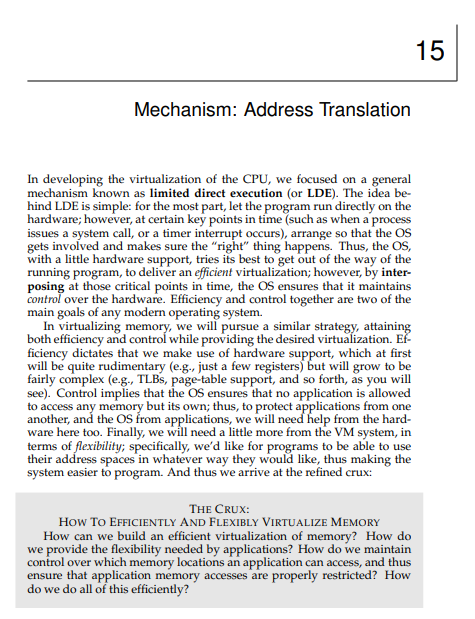 15
Mechanism: Address Translation
In developing the virtualization of the CPU, we focused on a general
mechanism known as limited direct execution (or LDE). The idea be-
hind LDE is simple: for the most part, let the program run directly on the
hardware; however, at certain key points in time (such as when a process
issues a system call, or a timer interrupt occurs), arrange so that the OS
gets involved and makes sure the “right” thing happens. Thus, the OS,
with a little hardware support, tries its best to get out of the way of the
running program, to deliver an efficient virtualization; however, by inter-
posing at those critical points in time, the OS ensures that it maintains
control over the hardware. Efficiency and control together are two of the
main goals of any modern operating system.
In virtualizing memory, we will pursue a similar strategy, attaining
both efficiency and control while providing the desired virtualization. Ef-
ficiency dictates that we make use of hardware support, which at first
will be quite rudimentary (e.g., just a few registers) but will grow to be
fairly complex (e.g., TLBs, page-table support, and so forth, as you will
see). Control implies that the OS ensures that no application is allowed
to access any memory but its own; thus, to protect applications from one
another, and the OS from applications, we will need help from the hard-
ware here too. Finally, we will need a little more from the VM system, in
terms of flexibility; specifically, we’d like for programs to be able to use
their address spaces in whatever way they would like, thus making the
system easier to program. And thus we arrive at the refined crux:
THE CRUX:
HOW TO EFFICIENTLY AND FLEXIBLY VIRTUALIZE MEMORY
How can we build an efficient virtualization of memory? How do
we provide the flexibility needed by applications? How do we maintain
control over which memory locations an application can access, and thus
ensure that application memory accesses are properly restricted? How
do we do all of this efficiently?